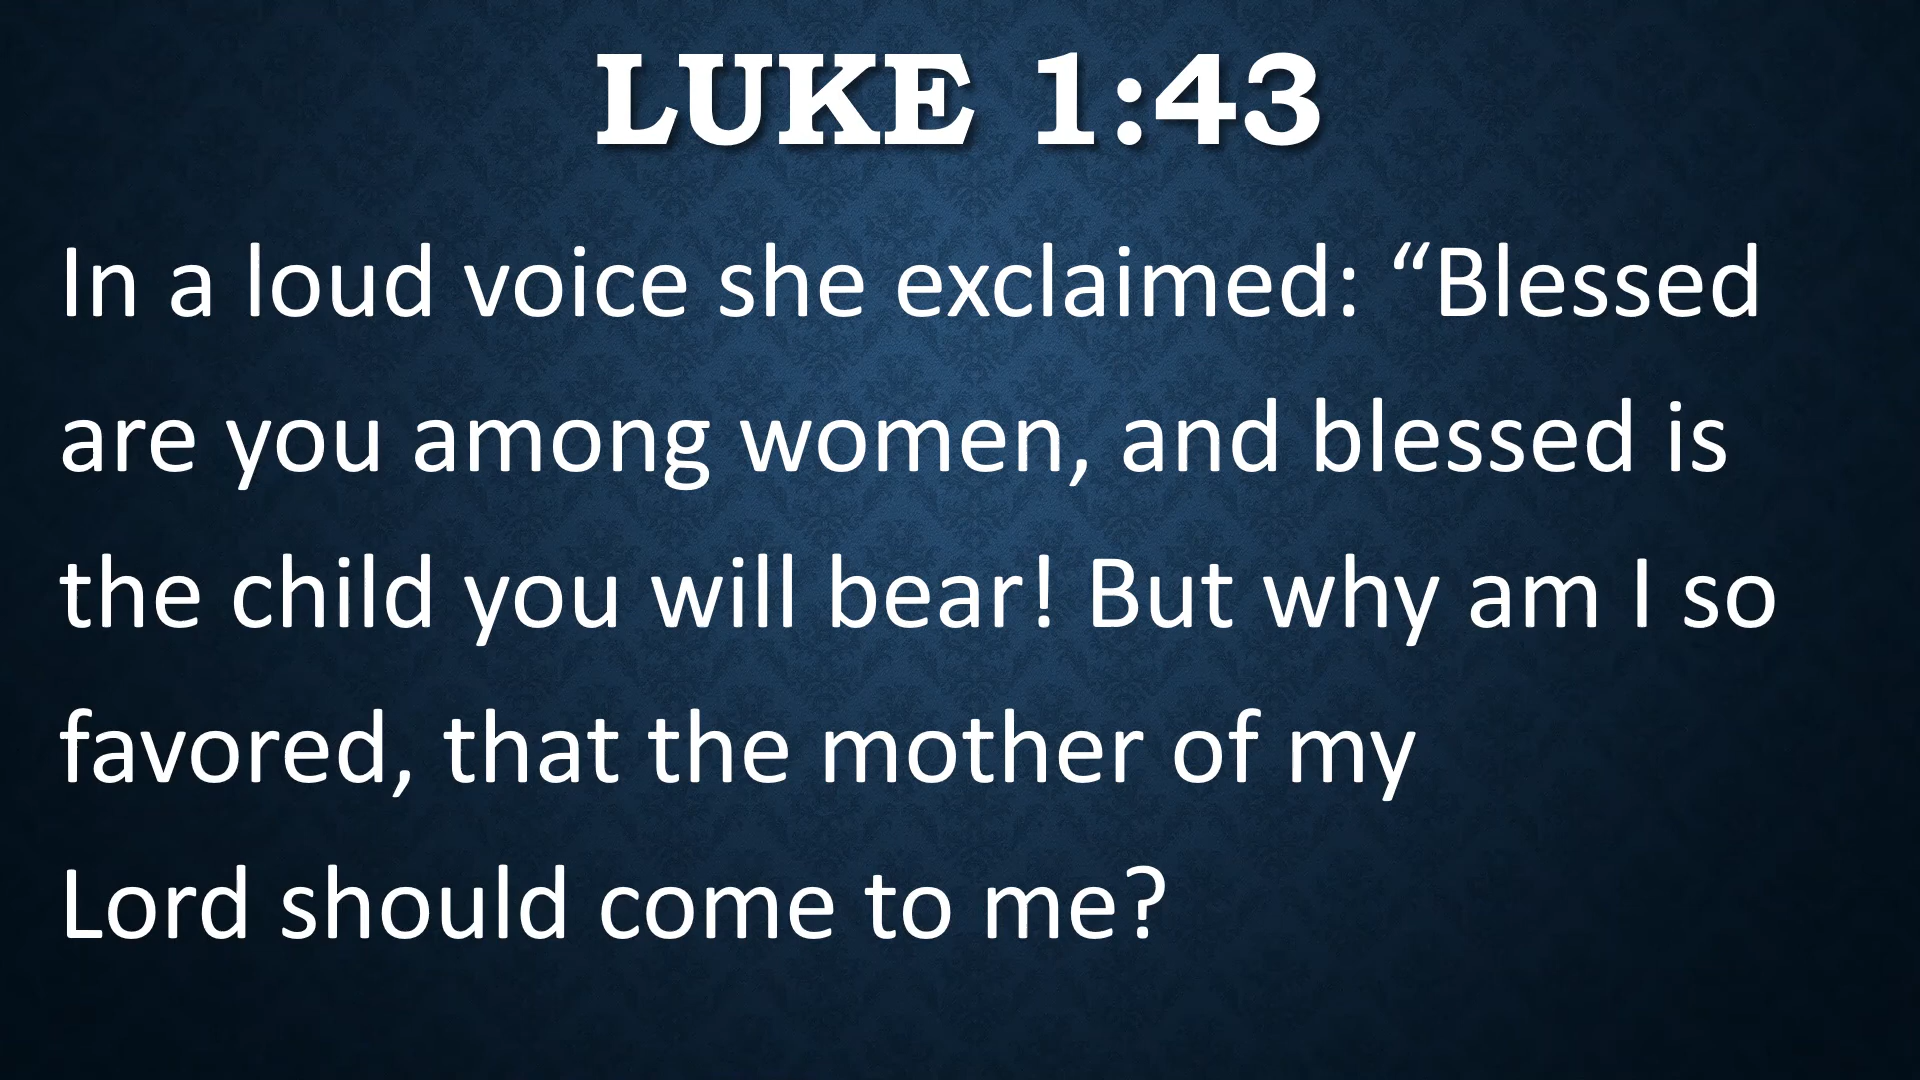 LUKE 1:43
In a loud voice she exclaimed: “Blessed
are you among women, and blessed is
the child you will bear! But why am I so
favored, that the mother of my
Lord should come to me?